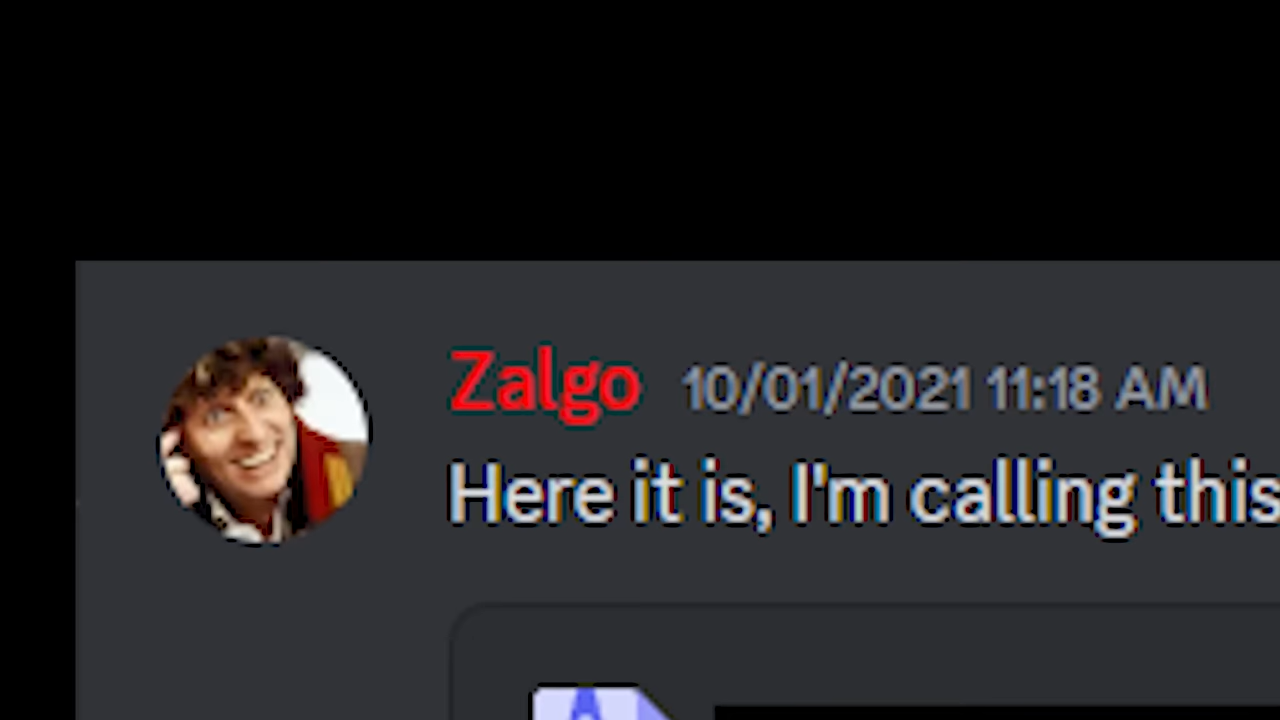 Zalgo 10/01/2021 11:18 AM
Here it is, I'm calling this